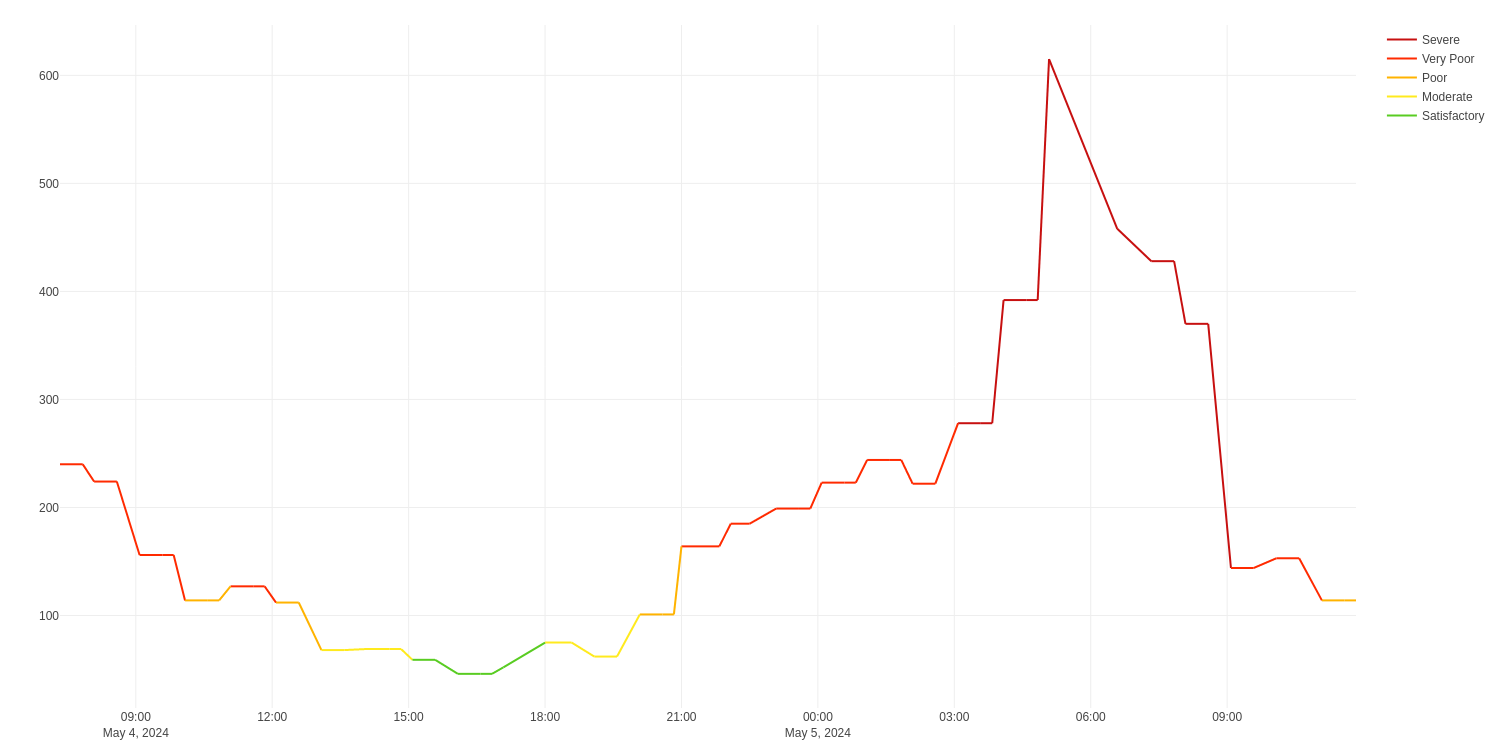 600
500
400
300
200
100
09:00
May 4, 2024
12:00
15:00
18:00
21:00
00:00
May 5, 2024
03:00
06:00
09:00
Severe
Very Poor
Poor
Moderate
Satisfactory